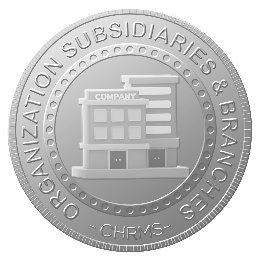 ORGANIZATION SUBSIDIARIES & BRANCHES
COMPANY
-CHRMS-